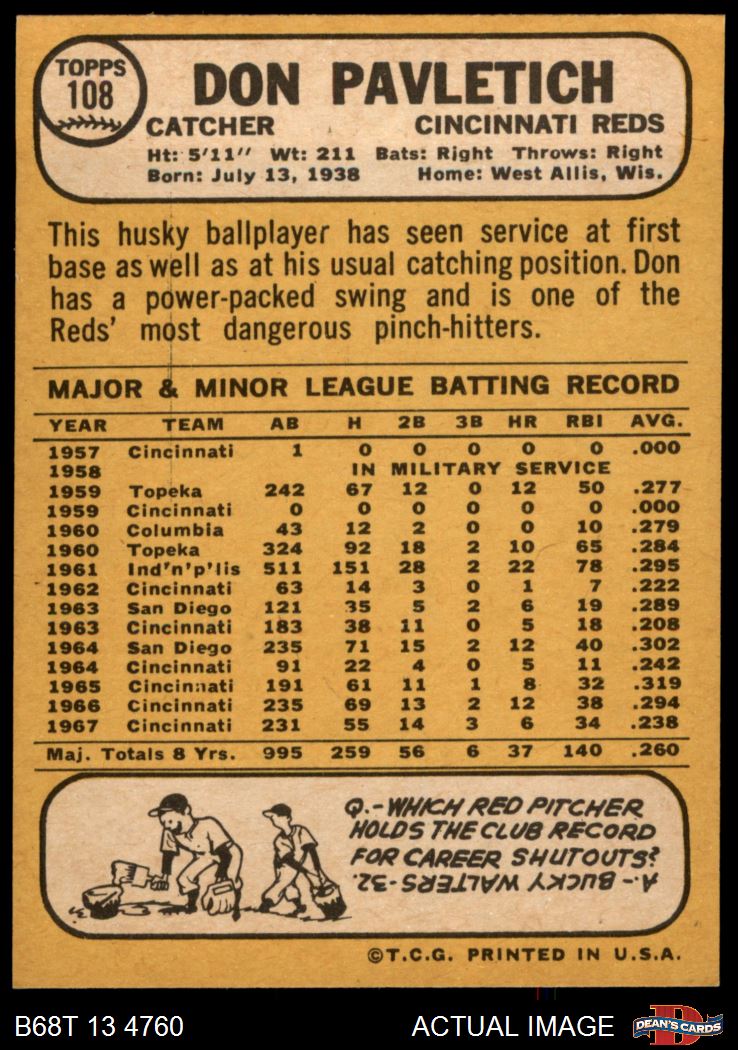 TOPPS
108
DON PAVLETICH
CATCHER CINCINNATI REDS
Ht: 5'11" Wt: 211 Bats: Right Throws: Right
Born: July 13, 1938 Home: West Allis, Wis.
This husky ballplayer has seen service at first
base as well as at his usual catching position. Don
has a power-packed swing and is one of the
Reds' most dangerous pinch-hitters.
MAJOR & MINOR LEAGUE BATTING RECORD
YEAR TEAM AB H 2B 3B HR RBI AVG.
1957 Cincinnati 1 0 0 0 0 0 .000
1958 IN MILITARY SERVICE
1959 Topeka 242 67 12 0 12 50 .277
1959 Cincinnati 0 0 0 0 0 0 .000
1960 Columbia 43 12 2 0 0 10 .279
1960 Topeka 324 92 18 2 10 65 .284
1961 Ind'n'p'lis 511 151 28 2 22 78 .295
1962 Cincinnati 63 14 3 0 1 7 .222
1963 San Diego 121 35 5 2 6 19 .289
1963 Cincinnati 183 38 11 0 5 18 .208
1964 San Diego 235 71 15 2 12 40 .302
1964 Cincinnati 91 22 4 0 5 11 .242
1965 Cincinnati 191 61 11 1 8 32 .319
1966 Cincinnati 235 69 13 2 12 38 .294
1967 Cincinnati 231 55 14 3 6 34 .238
Maj. Totals 8 Yrs. 995 259 56 6 37 140 .260
Q.-WHICH RED PITCHER
HOLDS THE CLUB RECORD
FOR CAREER SHUTOUTS?
A.- BUCKY WALTERS-32.
©T.C.G. PRINTED IN U.S.A.
B68T 13 4760 ACTUAL IMAGE DEAN'S CARDS